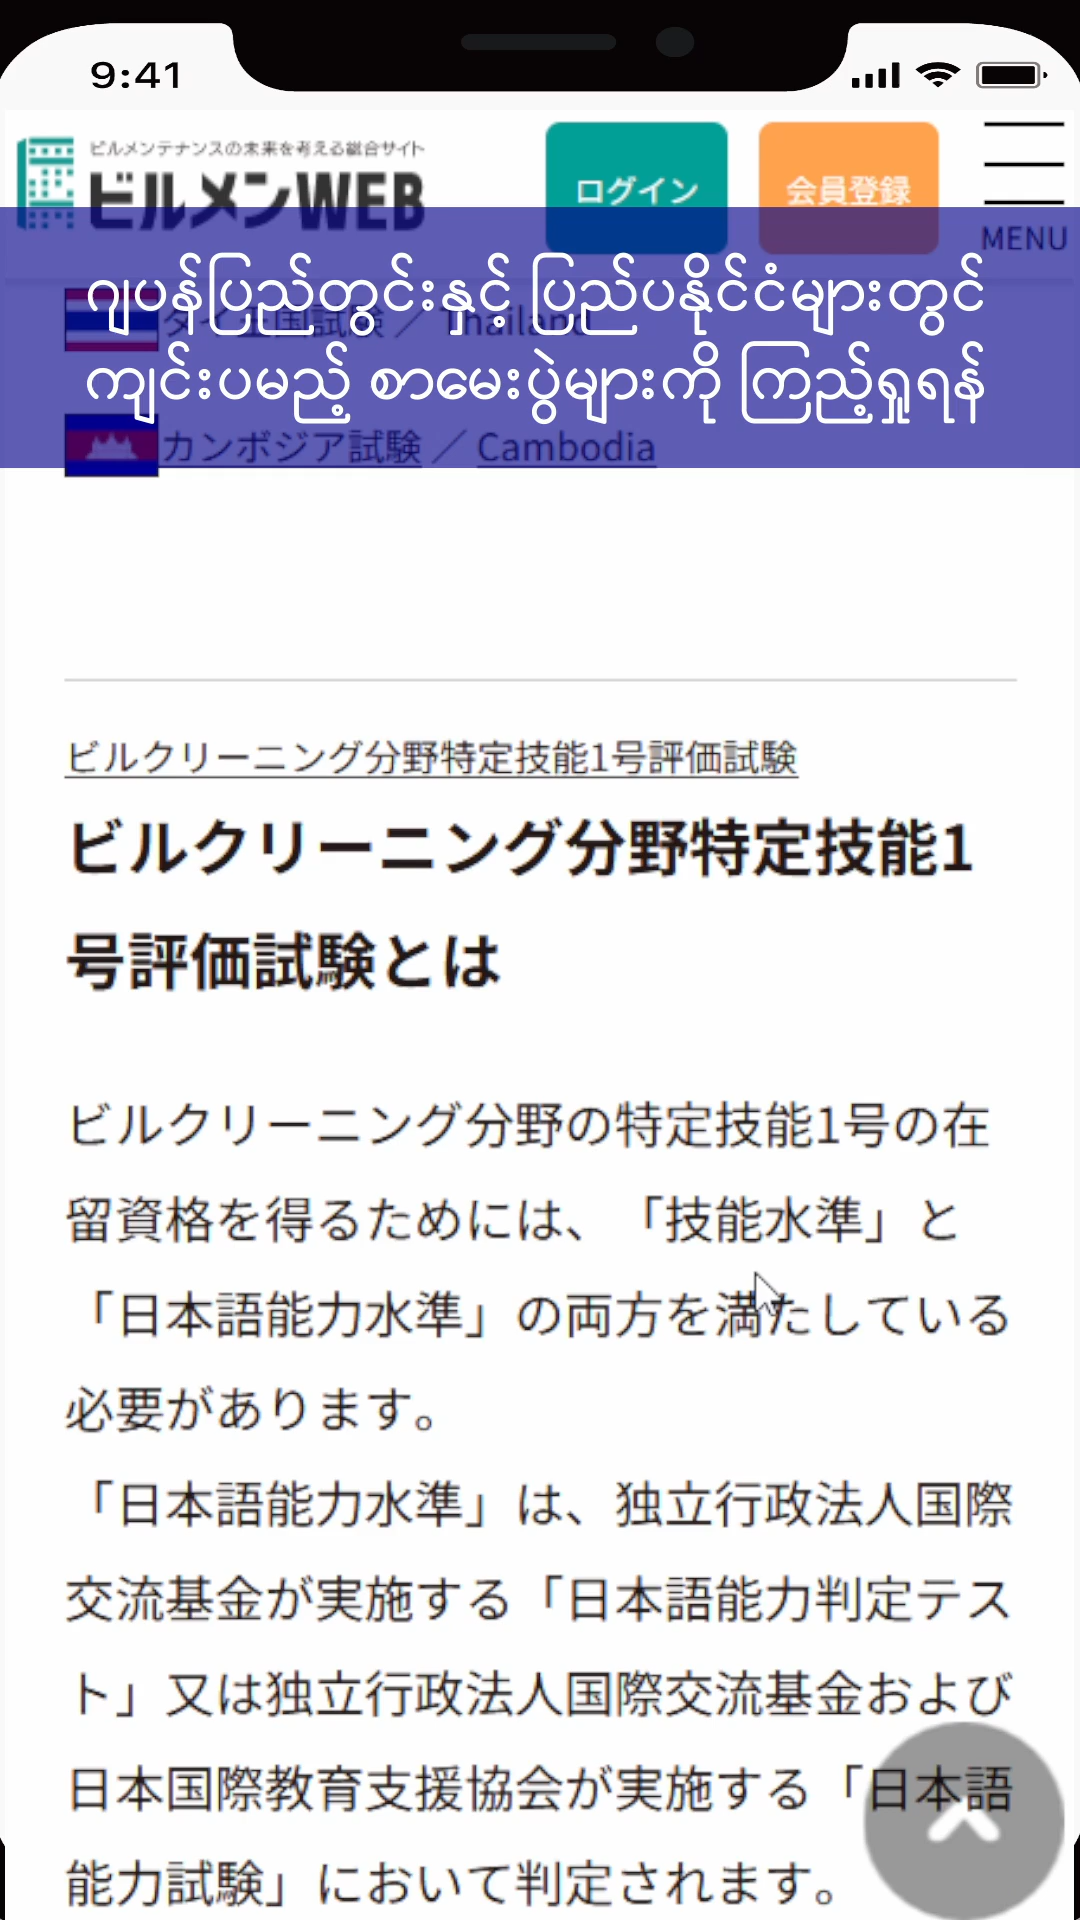 9:41
ビルメンテナンスの未来を考える総合サイト
ビルメンWEB
ログイン
会員登録
MENU
ဂျပန်ပြည်တွင်းနှင့် ပြည်ပနိုင်ငံများတွင်
ကျင်းပမည့် စာမေးပွဲများကို ကြည့်ရှုရန်
タイ王国試験 ／ Thailand
カンボジア試験 ／ Cambodia
ビルクリーニング分野特定技能1号評価試験
ビルクリーニング分野特定技能1
号評価試験とは
ビルクリーニング分野の特定技能1号の在
留資格を得るためには、「技能水準」と
「日本語能力水準」の両方を満たしている
必要があります。
「日本語能力水準」は、独立行政法人国際
交流基金が実施する「日本語能力判定テス
ト」又は独立行政法人国際交流基金および
日本国際教育支援協会が実施する「日本語
能力試験」において判定されます。